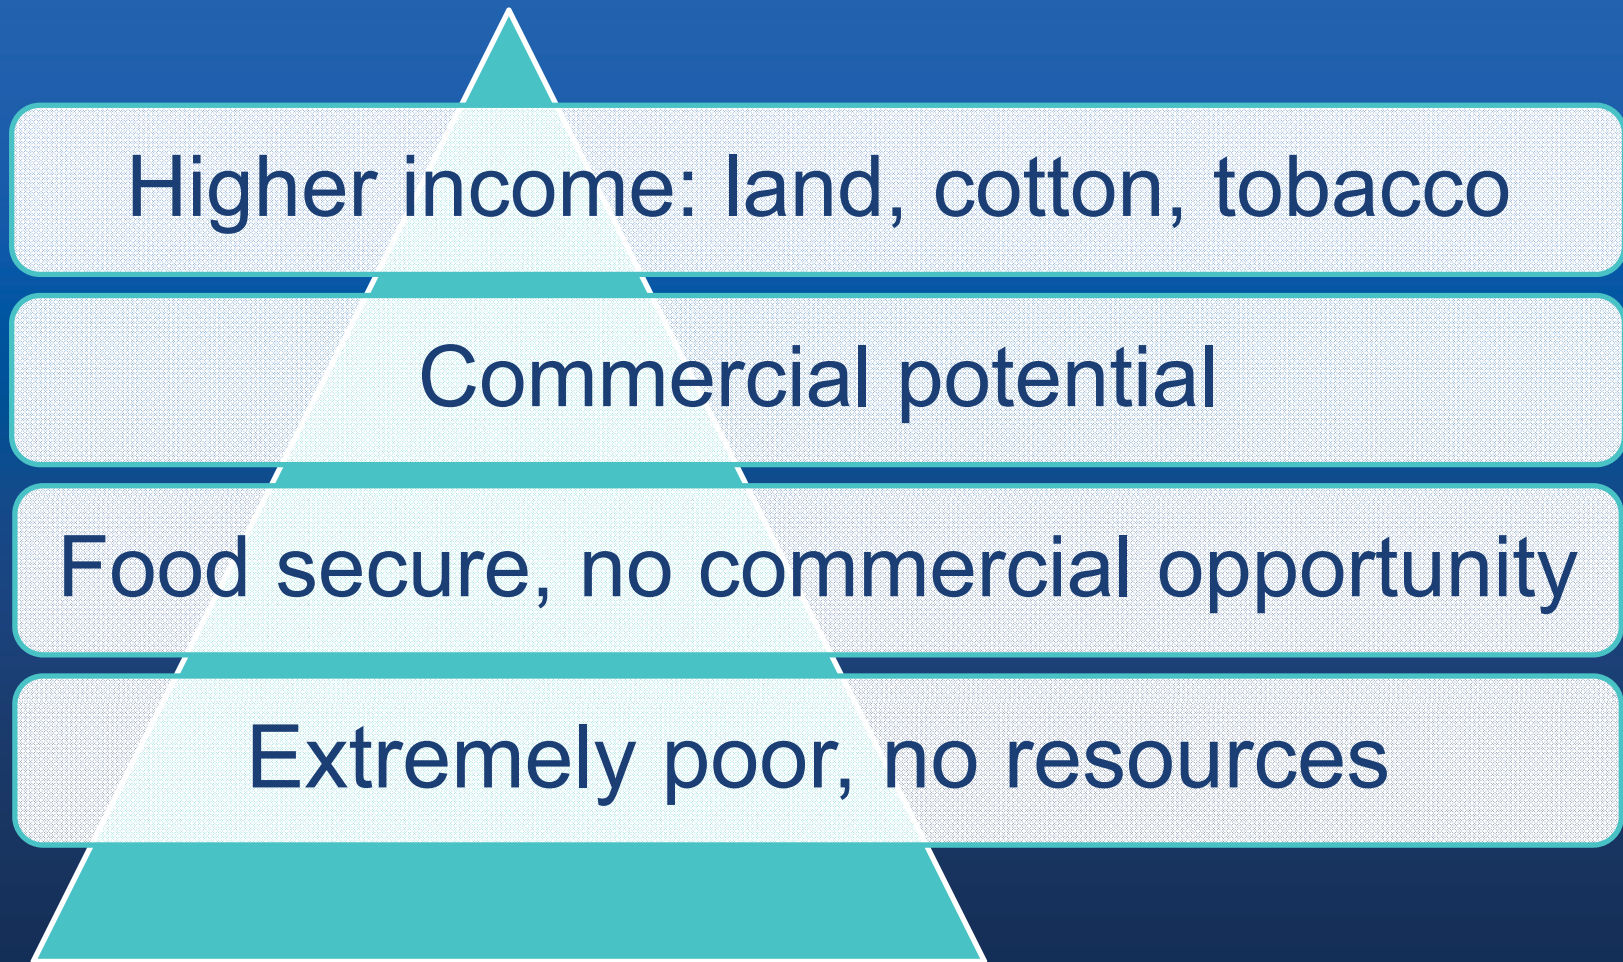 Higher income: land, cotton, tobacco
Commercial potential
Food secure, no commercial opportunity
Extremely poor, no resources